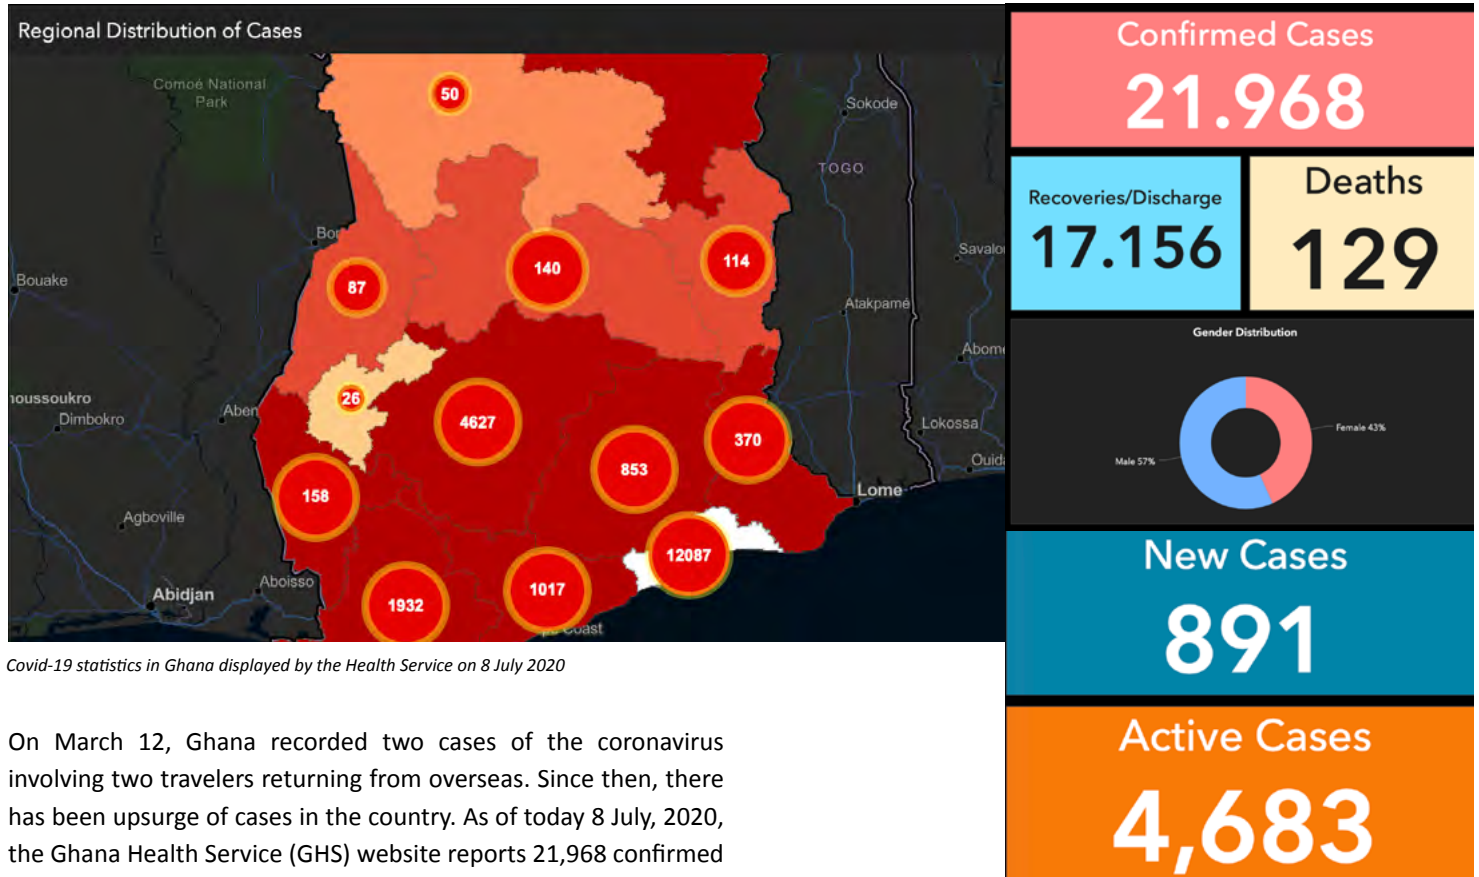 Regional Distribution of Cases
Comoé National
Park
50
Sokode
TOGO
Bouake
87
140
114
Atakpamé
26
Dimbokro
4627
853
370
Lokossa
158
Agboville
Lome
12087
Abidjan
Aboisso
1932
1017
Coast
Covid-19 statistics in Ghana displayed by the Health Service on 8 July 2020
On March 12, Ghana recorded two cases of the coronavirus
involving two travelers returning from overseas. Since then, there
has been upsurge of cases in the country. As of today 8 July, 2020,
the Ghana Health Service (GHS) website reports 21,968 confirmed
Confirmed Cases
21.968
Recoveries/Discharge
17.156
Deaths
129
Gender Distribution
Female 43%
Male 57%
New Cases
891
Active Cases
4,683